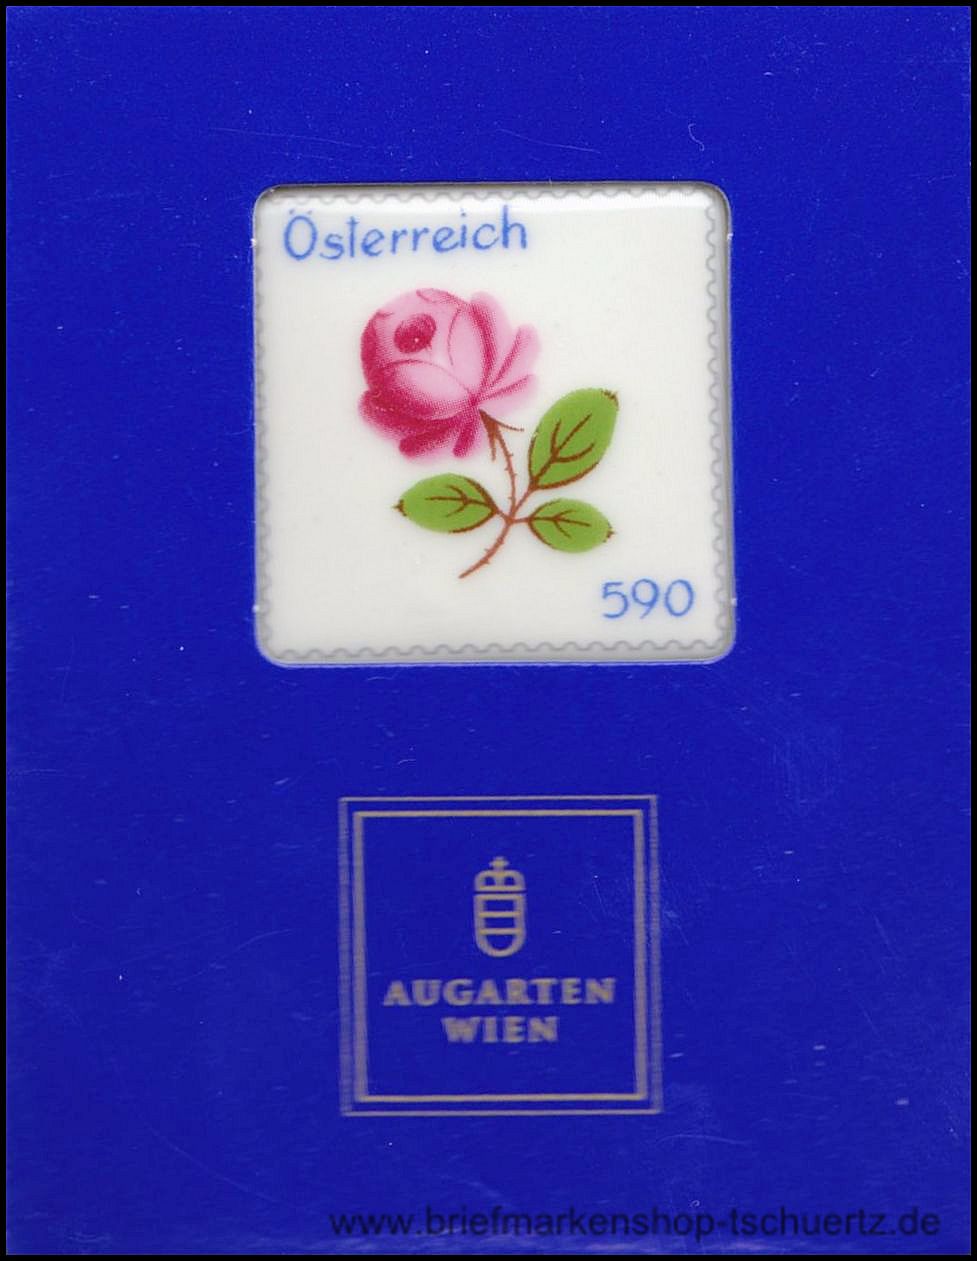 Österreich
590
AUGARTEN
WIEN
www.briefmarkenshop-tschuertz.de